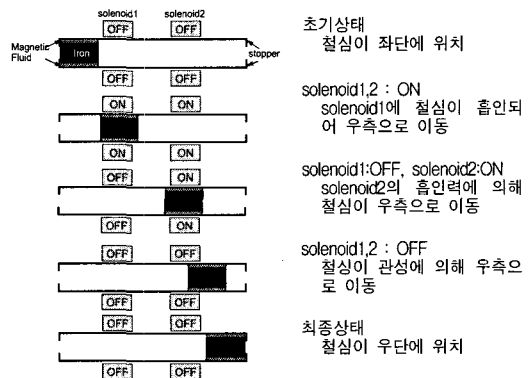 solenoid1 solenoid2
OFF OFF
Magnetic Fluid
Iron
stopper
OFF OFF
초기상태
철심이 좌단에 위치
ON ON
ON ON
solenoid1,2 : ON
solenoid1에 철심이 흡인되
어 우측으로 이동
OFF ON
OFF ON
solenoid1:OFF, solenoid2:ON
solenoid2의 흡인력에 의해
철심이 우측으로 이동
OFF OFF
OFF OFF
solenoid1,2 : OFF
철심이 관성에 의해 우측으
로 이동
OFF OFF
OFF OFF
최종상태
철심이 우단에 위치